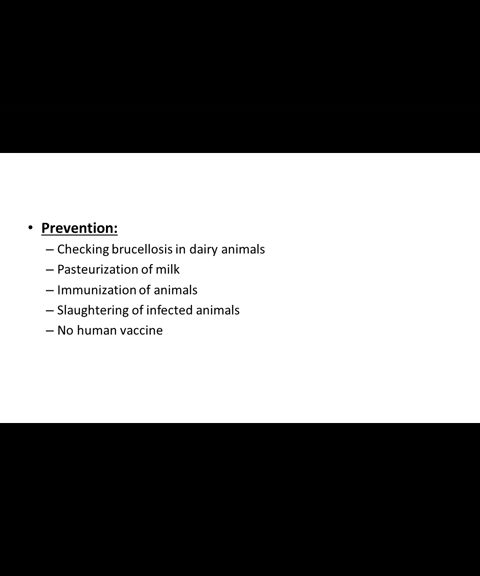 • Prevention:
– Checking brucellosis in dairy animals
– Pasteurization of milk
– Immunization of animals
– Slaughtering of infected animals
– No human vaccine